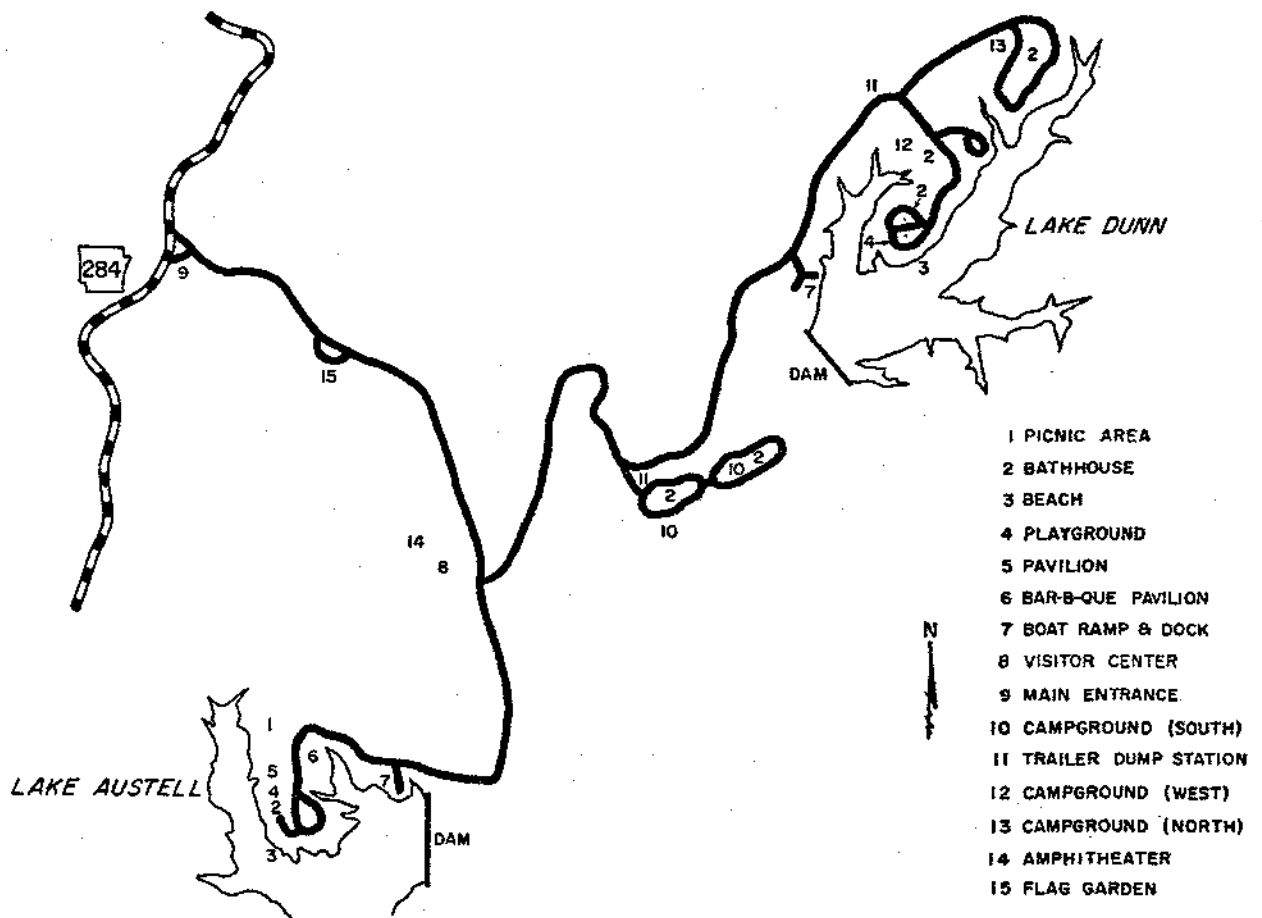 13
2
11
12
2
2
LAKE DUNN
4
3
284
9
7
15
DAM
11
2
10
2
10
14
8
N
1
6
5
7
LAKE AUSTELL
4
2
DAM
3
1 PICNIC AREA
2 BATHHOUSE
3 BEACH
4 PLAYGROUND
5 PAVILION
6 BAR-B-QUE PAVILION
7 BOAT RAMP & DOCK
8 VISITOR CENTER
9 MAIN ENTRANCE
10 CAMPGROUND (SOUTH)
11 TRAILER DUMP STATION
12 CAMPGROUND (WEST)
13 CAMPGROUND (NORTH)
14 AMPHITHEATER
15 FLAG GARDEN